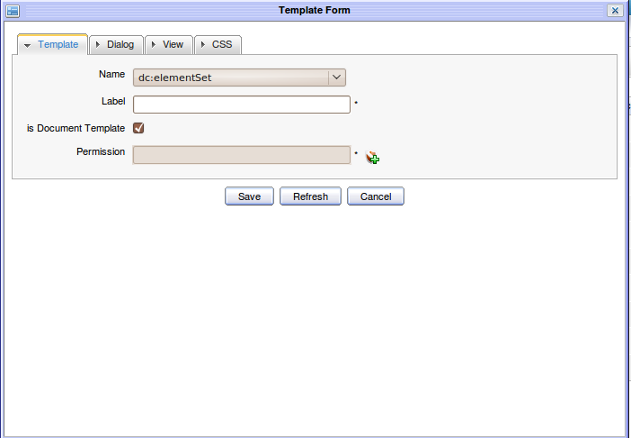 Template Form
Template Dialog View CSS
Name dc:elementSet
Label *
is Document Template
Permission *
Save Refresh Cancel